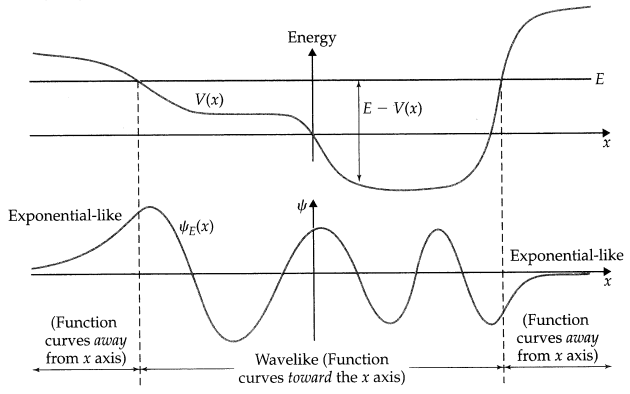 Energy
E
V(x)
E − V(x)
x
ψ
Exponential-like
ψE(x)
Exponential-like
x
(Function
curves away
from x axis)
Wavelike (Function
curves toward the x axis)
(Function
curves away
from x axis)